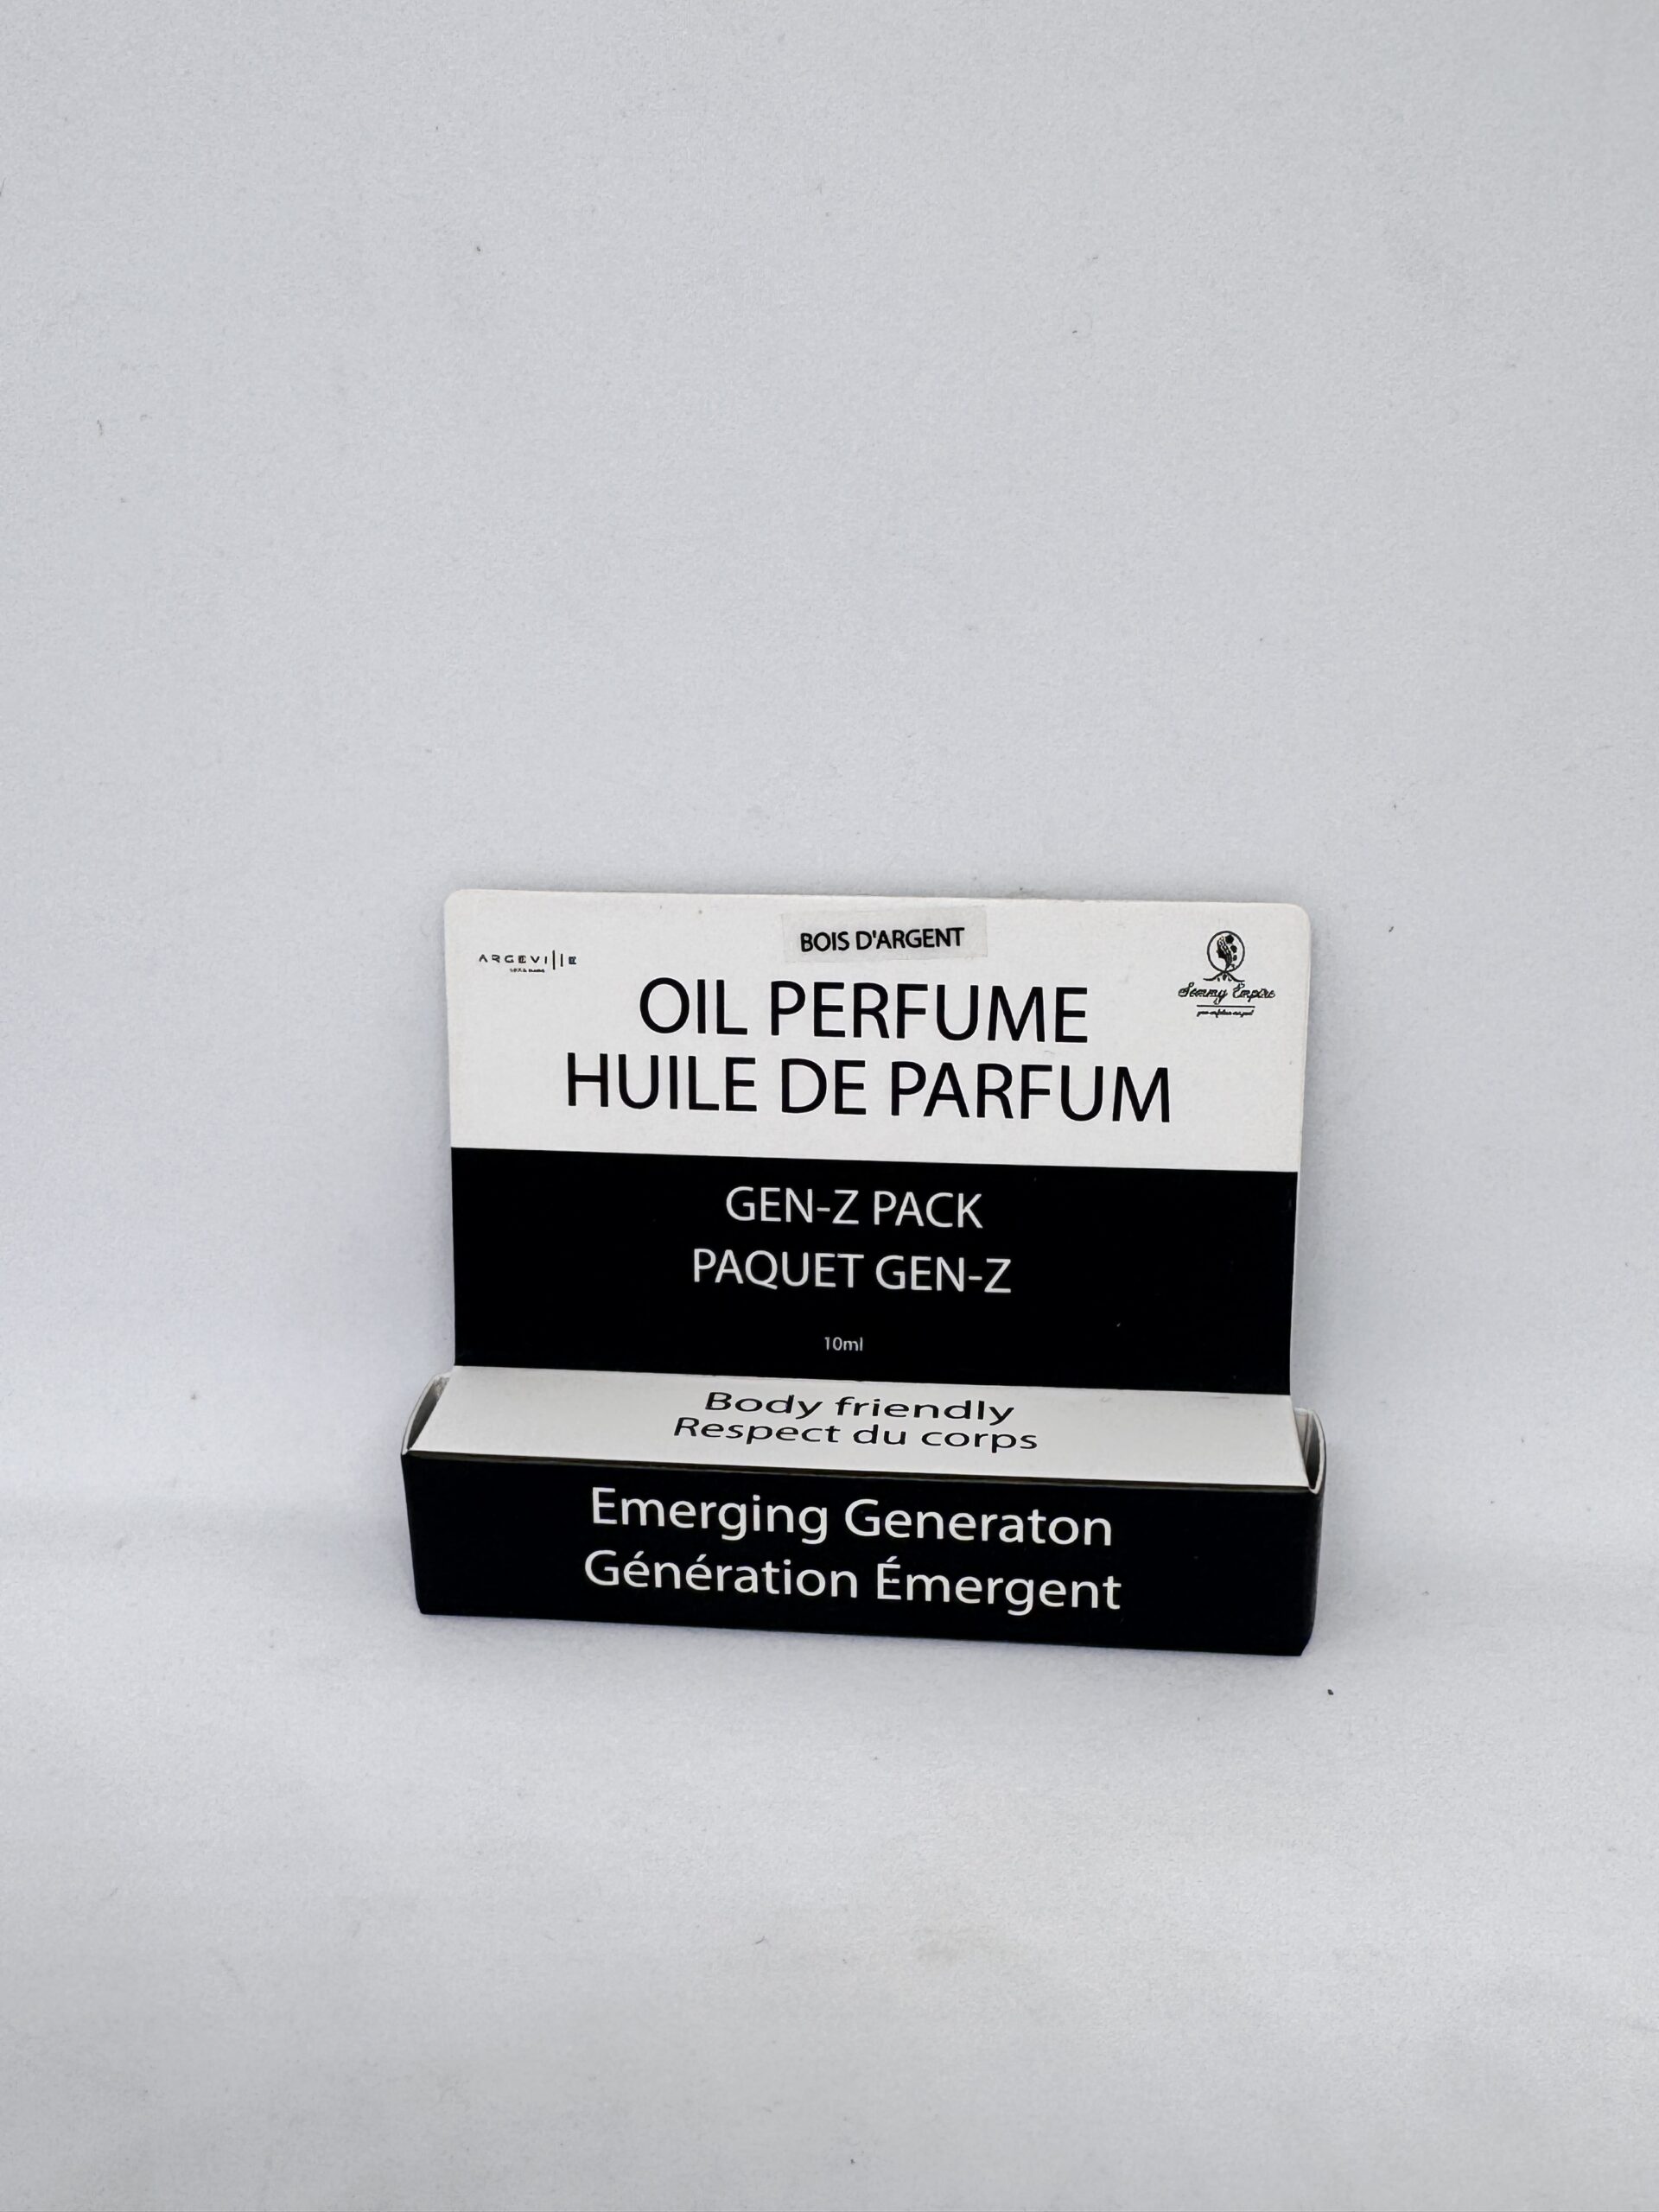 BOIS D'ARGENT
ARGEVILLE
OIL PERFUME
HUILE DE PARFUM
GEN-Z PACK
PAQUET GEN-Z
10ml
Body friendly
Respect du corps
Emerging Generaton
Génération Émergent